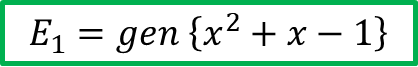 E₁ = gen {x² + x − 1}